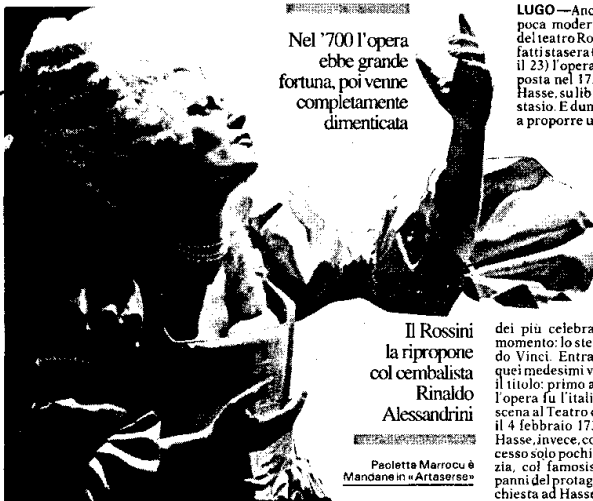 Nel '700 l'opera
ebbe grande
fortuna, poi venne
completamente
dimenticata
Il Rossini
la ripropone
col cembalista
Rinaldo
Alessandrini
Paoletta Marrocu è
Mandane in «Artaserse»
LUGO — Anc
poca moder
del teatro Ro
fatti stasera (
il 23) l'opera
posta nel 17
Hasse, su lib
stasio. E dun
a proporre u
dei più celebra
momento: lo ste
do Vinci. Entra
quei medesimi v
il titolo: primo a
l'opera fu l'itali
scena al Teatro d
il 4 febbraio 173
Hasse, invece, co
cesso solo pochi
zia, col famosis
panni del protag
chiesta ad Hasse